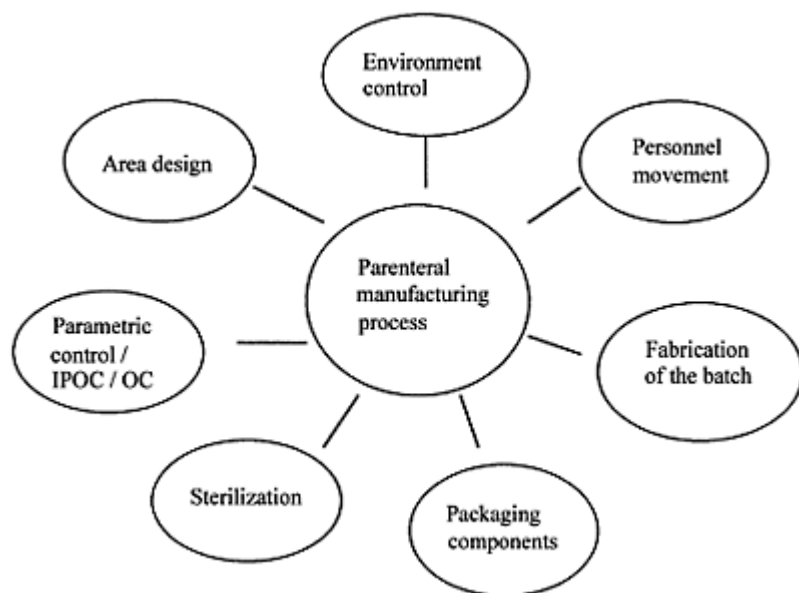 Environment
control
Area design
Personnel
movement
Parenteral
manufacturing
process
Parametric
control /
IPOC / OC
Fabrication
of the batch
Sterilization
Packaging
components